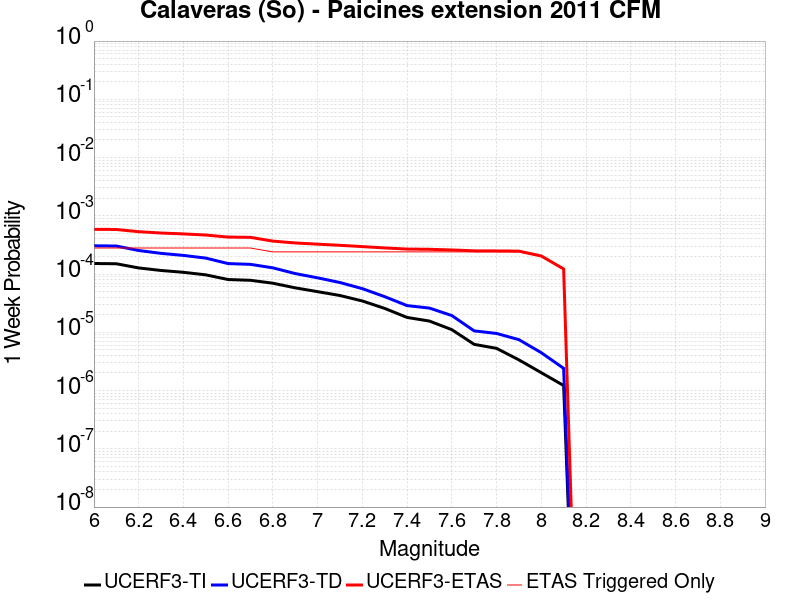 Calaveras (So) - Paicines extension 2011 CFM
10^0
10^-1
10^-2
10^-3
10^-4
10^-5
10^-6
10^-7
10^-8
1 Week Probability
6 6.2 6.4 6.6 6.8 7 7.2 7.4 7.6 7.8 8 8.2 8.4 8.6 8.8 9
Magnitude
UCERF3-TI UCERF3-TD UCERF3-ETAS ETAS Triggered Only